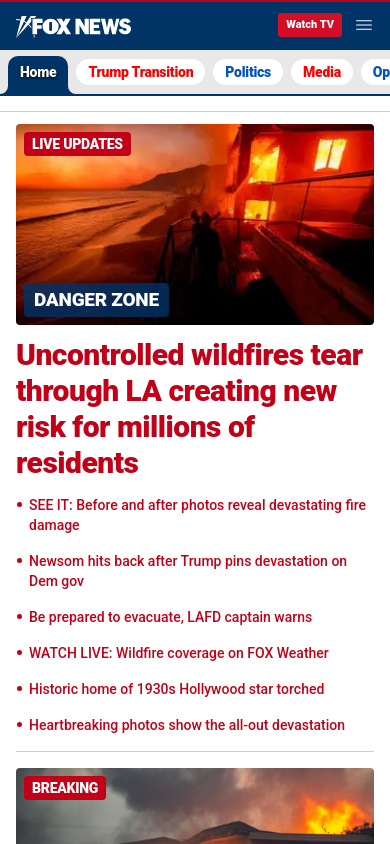 FOX NEWS
Watch TV
Home
Trump Transition
Politics
Media
Op
LIVE UPDATES
DANGER ZONE
Uncontrolled wildfires tear
through LA creating new
risk for millions of
residents
• SEE IT: Before and after photos reveal devastating fire
damage
• Newsom hits back after Trump pins devastation on
Dem gov
• Be prepared to evacuate, LAFD captain warns
• WATCH LIVE: Wildfire coverage on FOX Weather
• Historic home of 1930s Hollywood star torched
• Heartbreaking photos show the all-out devastation
BREAKING